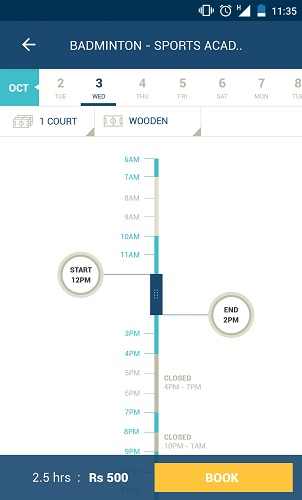 H 11:35
BADMINTON - SPORTS ACAD..
OCT 2 3 4 5 6 7 8
TUE WED THU FRI SAT SUN M
1 COURT WOODEN
6AM
7AM
8AM
9AM
10AM
11AM
START
12PM
END
2PM
3PM
4PM
5PM
6PM
7PM
8PM
9PM
CLOSED
4PM - 7PM
CLOSED
10PM - 1AM
2.5 hrs : Rs 500 BOOK